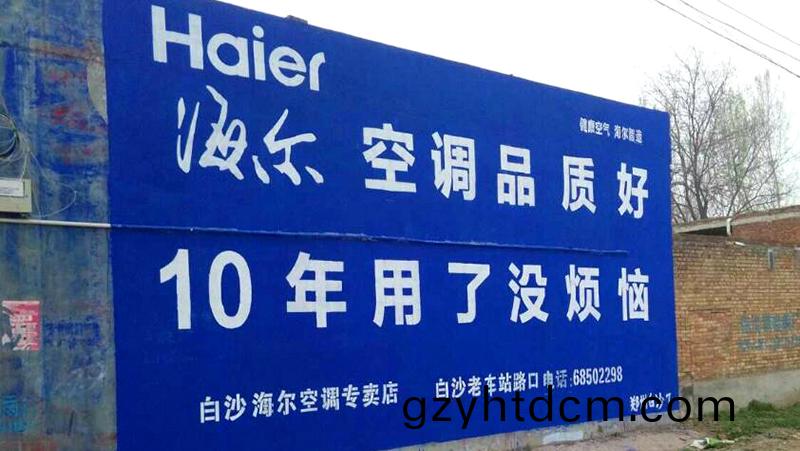 Haier
健康空气 海尔智造
海尔 空调品质好
10年用了没烦恼
白沙海尔空调专卖店 白沙老车站路口 电话:68502298
gzyhtdcm.com